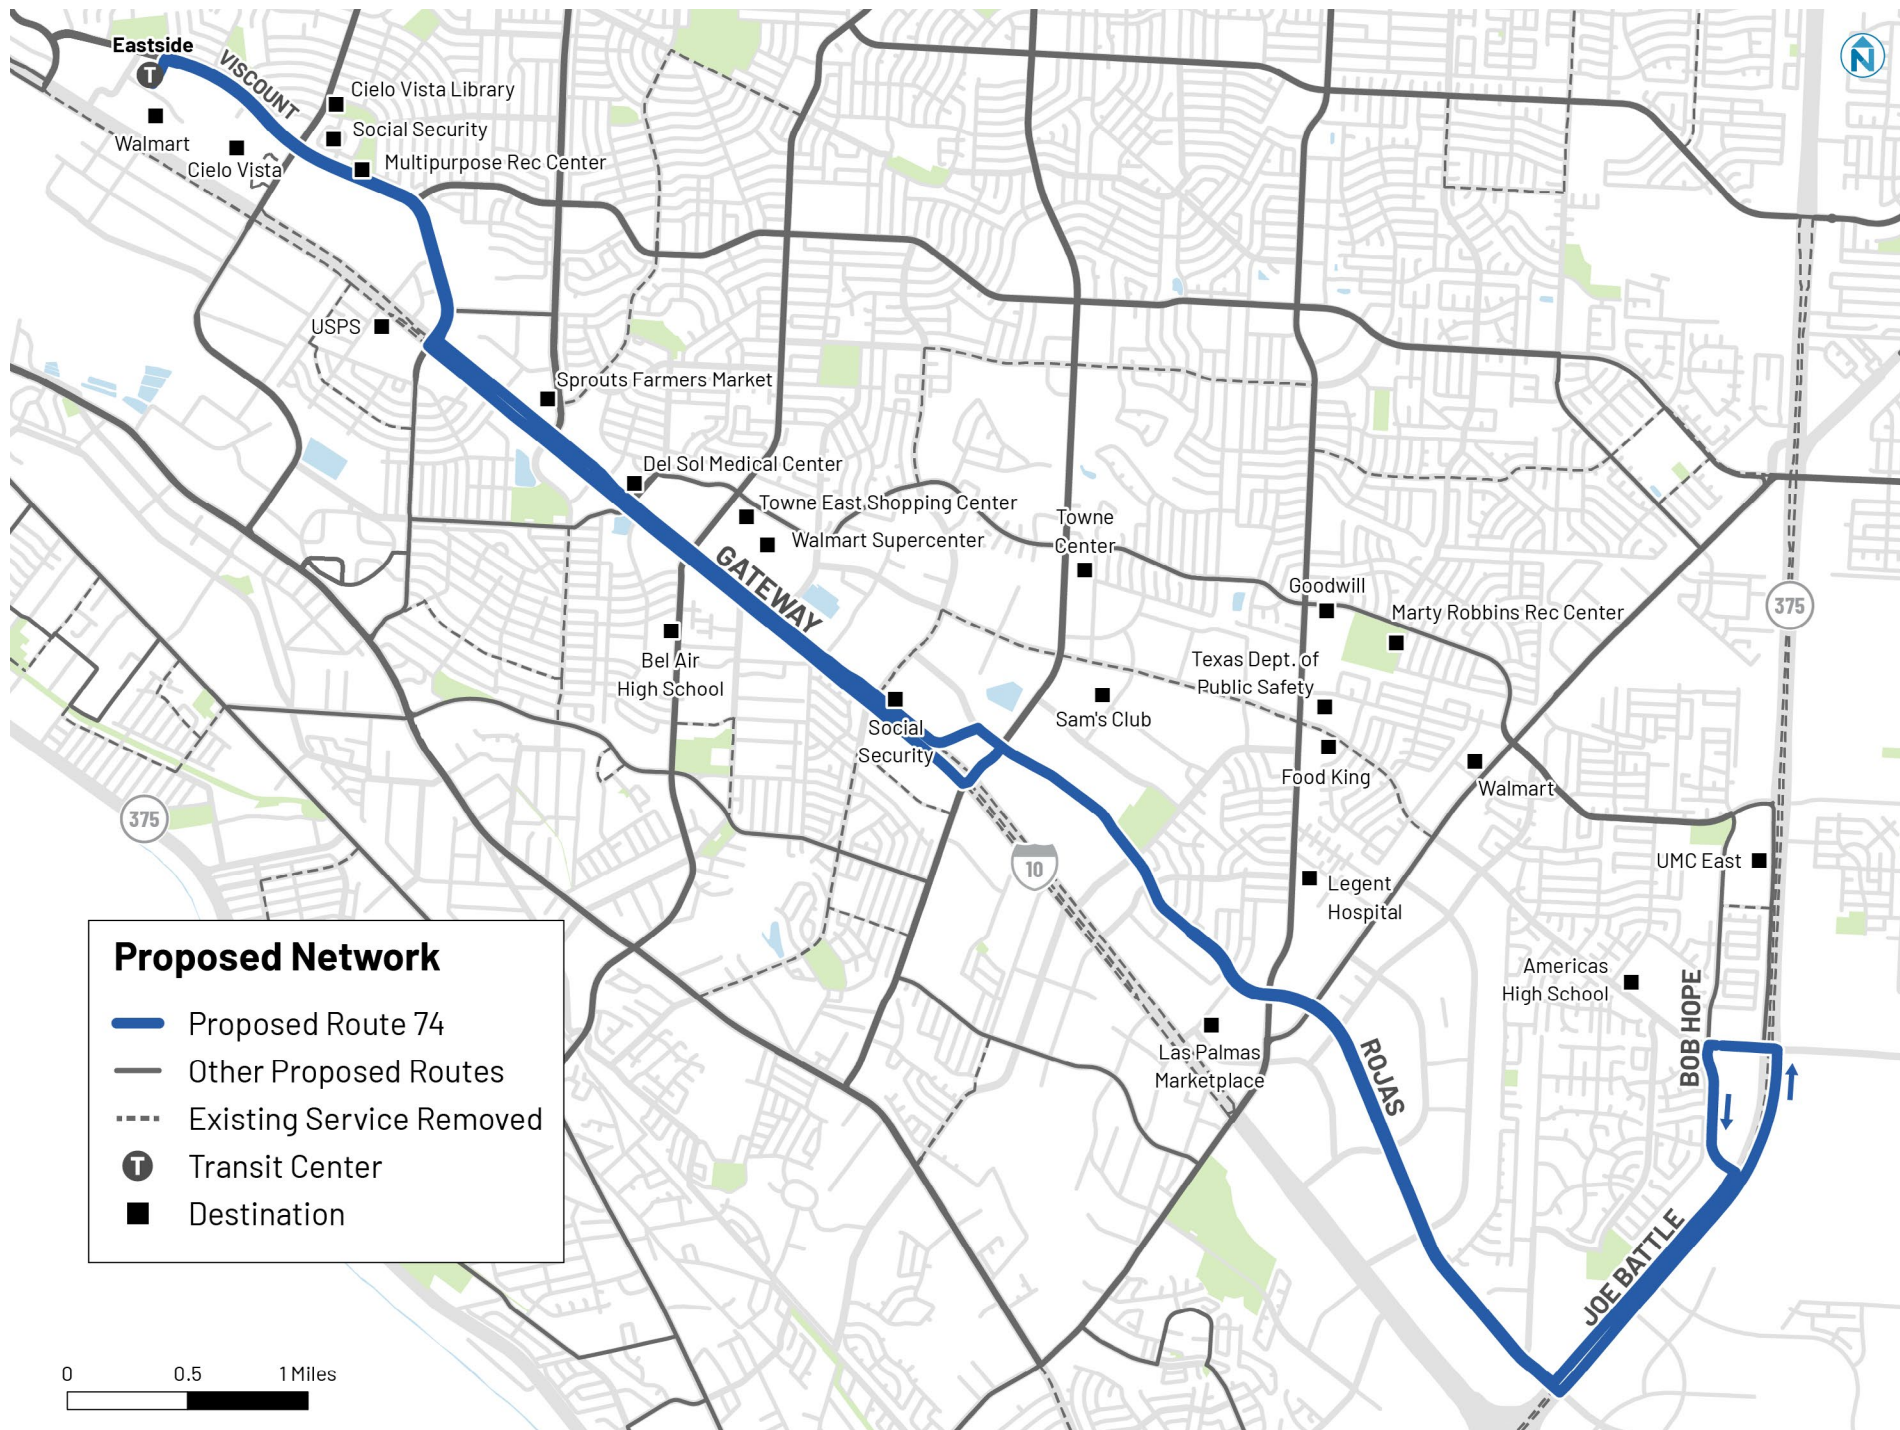 Eastside
T
VISCOUNT
N
Cielo Vista Library
Social Security
Walmart
Cielo Vista
Multipurpose Rec Center
USPS
Sprouts Farmers Market
Del Sol Medical Center
Towne East Shopping Center
Walmart Supercenter
Towne
Center
GATEWAY
Goodwill
Marty Robbins Rec Center
375
Bel Air
High School
Texas Dept. of
Public Safety
Social
Security
Sam's Club
Food King
Walmart
375
10
UMC East
Legent
Hospital
Americas
High School
BOB HOPE
Las Palmas
Marketplace
ROJAS
JOE BATTLE
Proposed Network
Proposed Route 74
Other Proposed Routes
Existing Service Removed
T Transit Center
Destination
0 0.5 1 Miles